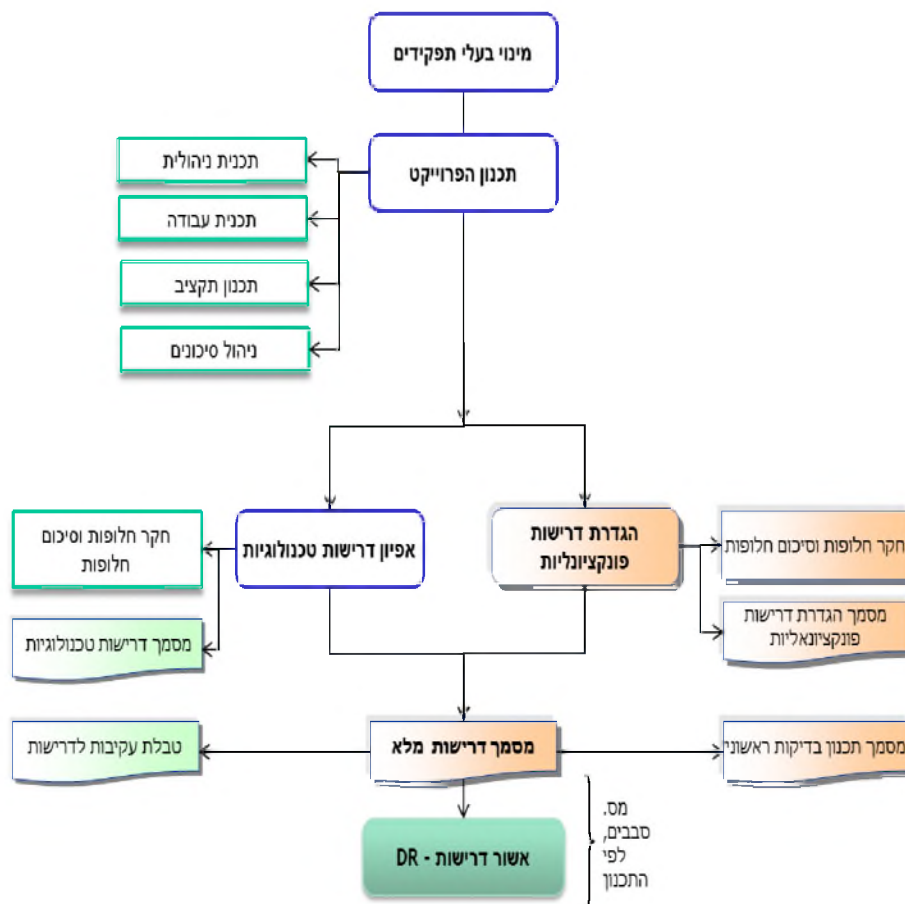 מינוי בעלי תפקידים
תכנון הפרוייקט
תכנית ניהולית
תכנית עבודה
תכנון תקציב
ניהול סיכונים
הגדרת דרישות
פונקציונליות
אפיון דרישות טכנולוגיות
חקר חלופות וסיכום חלופות
מסמך הגדרת דרישות
פונקציונאליות
חקר חלופות וסיכום
חלופות
מסמך דרישות טכנולוגיות
מסמך תכנון בדיקות ראשוני
מסמך דרישות מלא
טבלת עקיבות לדרישות
מס.
סבבים,
לפי
התכנון
אשור דרישות - DR